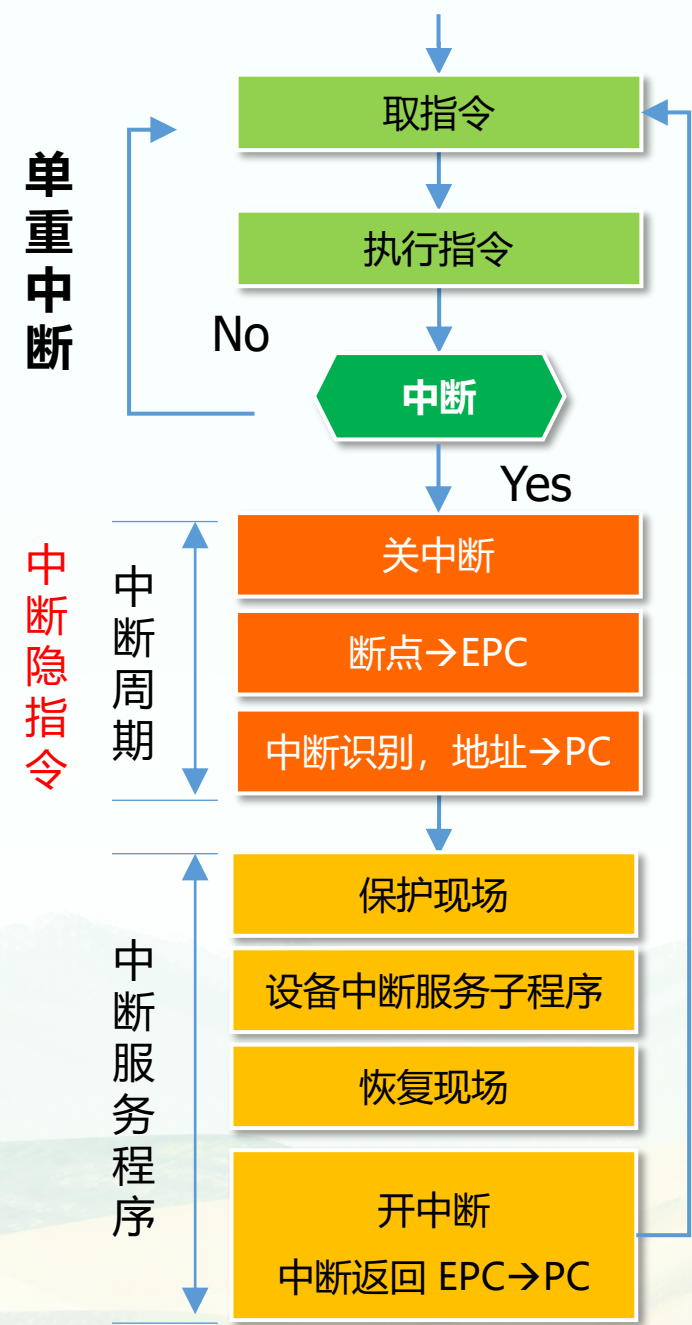 取指令
单重中断
执行指令
No
中断
Yes
中断隐指令
中断周期
关中断
断点→EPC
中断识别，地址→PC
中断服务程序
保护现场
设备中断服务子程序
恢复现场
开中断
中断返回 EPC→PC